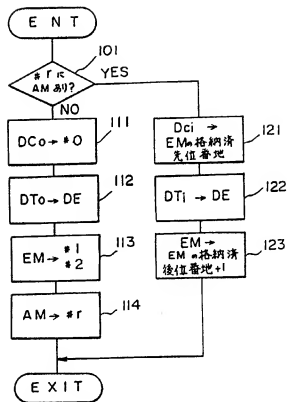 ENT
101
#rに
AMあり?
YES
NO
111
DCo→#0
112
DTo→DE
113
EM→#1
#2
114
AM→#r
121
Dci→
EMの格納済
先位番地
122
DTi→DE
123
EM→
EMの格納済
後位番地+1
EXIT